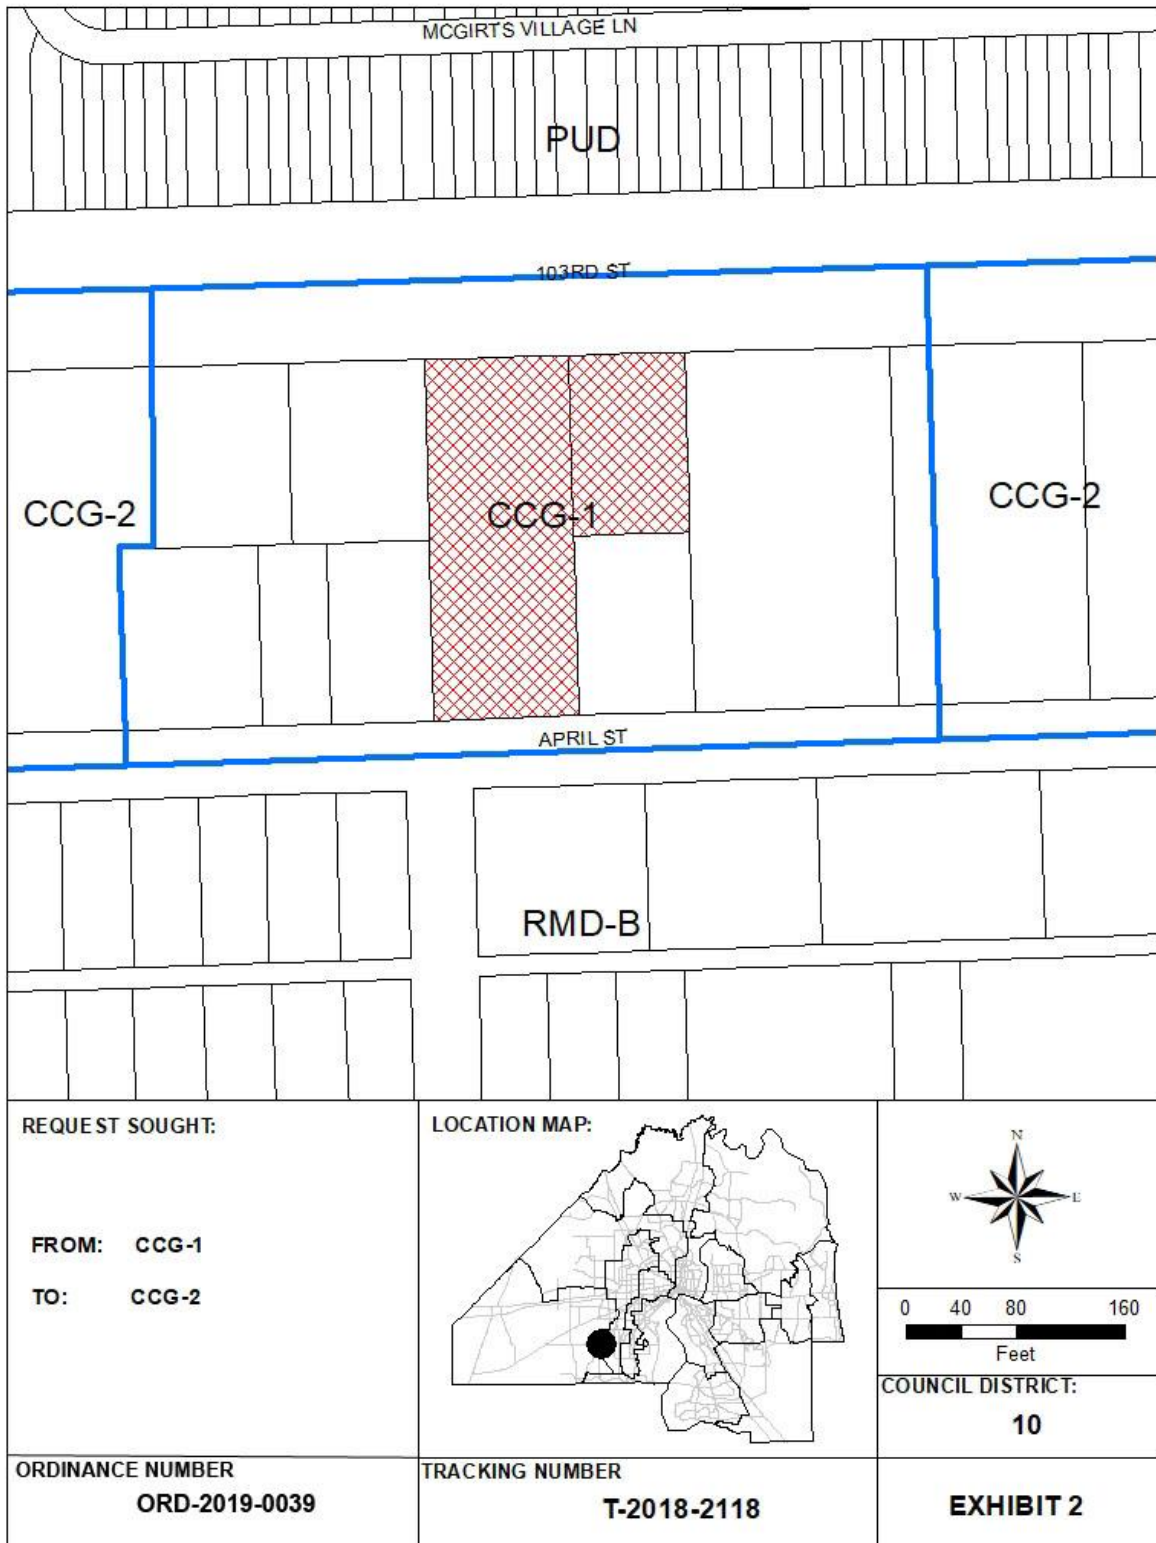 MCGIRTS VILLAGE LN
PUD
103RD ST
CCG-2
CCG-1
CCG-2
APRIL ST
RMD-B
REQUEST SOUGHT:
FROM: CCG-1
TO: CCG-2
LOCATION MAP:
N
W E
S
0 40 80 160
Feet
COUNCIL DISTRICT:
10
ORDINANCE NUMBER
ORD-2019-0039
TRACKING NUMBER
T-2018-2118
EXHIBIT 2